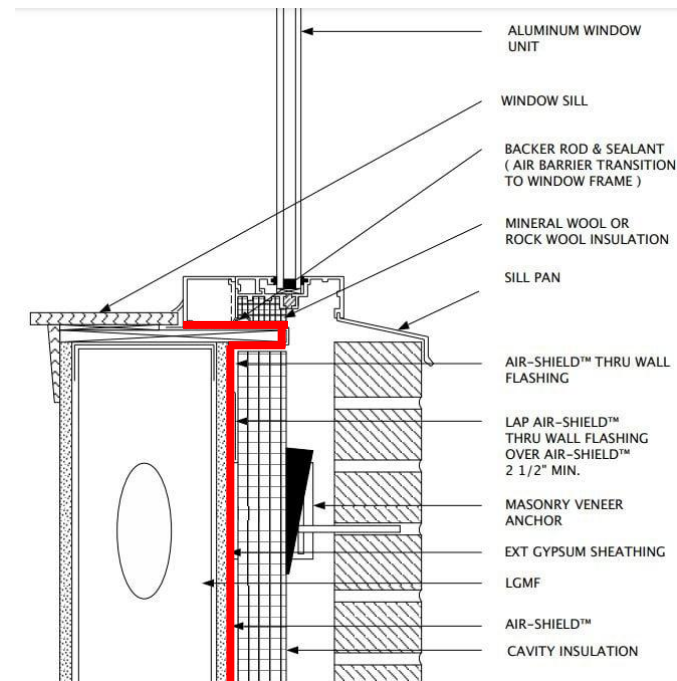 ALUMINUM WINDOW
UNIT
WINDOW SILL
BACKER ROD & SEALANT
( AIR BARRIER TRANSITION
TO WINDOW FRAME )
MINERAL WOOL OR
ROCK WOOL INSULATION
SILL PAN
AIR-SHIELD™ THRU WALL
FLASHING
LAP AIR-SHIELD™
THRU WALL FLASHING
OVER AIR-SHIELD™
2 1/2" MIN.
MASONRY VENEER
ANCHOR
EXT GYPSUM SHEATHING
LGMF
AIR-SHIELD™
CAVITY INSULATION